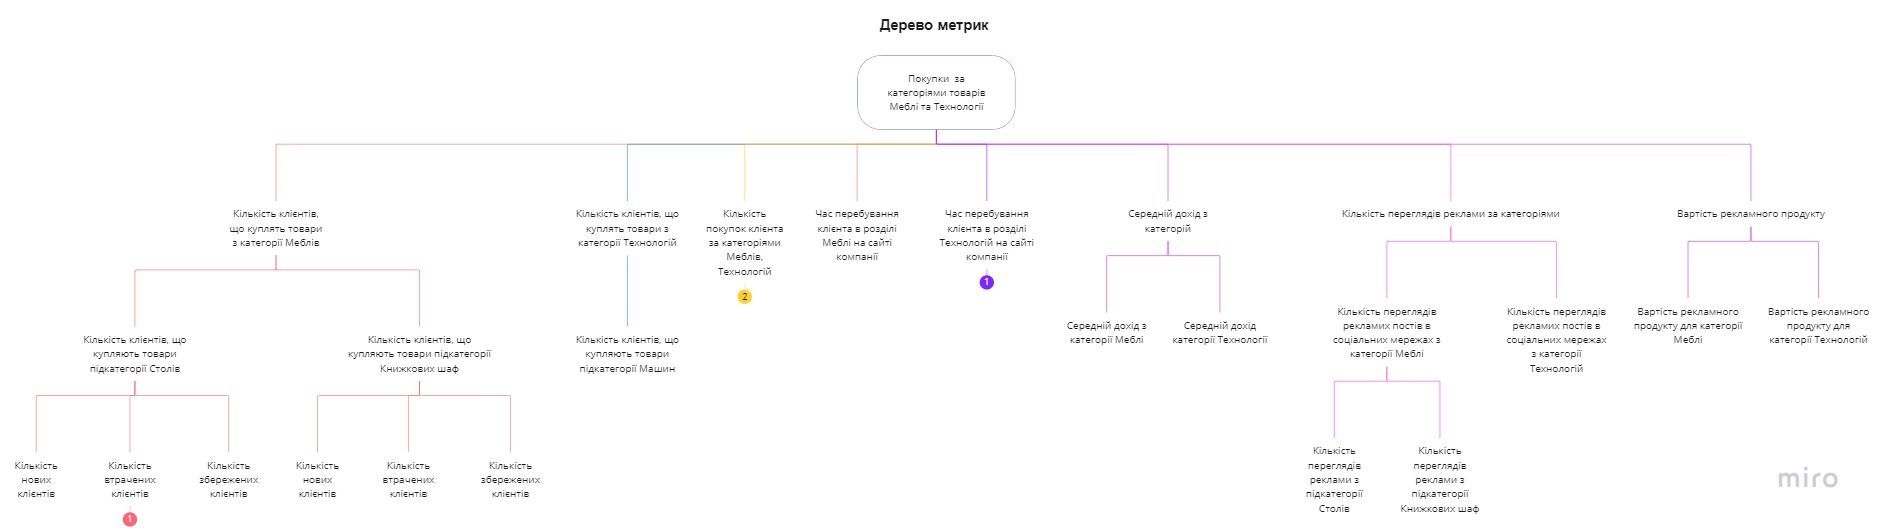 Дерево метрик
Покупки за
категоріями товарів
Меблі та Технології
Кількість клієнтів,
що куплять товари
з категорії Меблів
Кількість клієнтів, що
куплять товари з
категорії Технологій
Кількість
покупок клієнта
за категоріями
Меблів,
Технологій
2
Час перебування
клієнта в розділі
Меблі на сайті
компанії
Час перебування
клієнта в розділі
Технологій на сайті
компанії
1
Середній дохід з
категорій
Кількість переглядів реклами за категоріями
Вартість рекламного продукту
Кількість клієнтів, що
купляють товари
підкатегорії Столів
Кількість клієнтів, що
купляють товари підкатегорії
Книжкових шаф
Кількість клієнтів, що
купляють товари
підкатегорії Машин
Середній дохід з
категорії Меблі
Середній дохід
категорії Технології
Кількість переглядів
рекламих постів в
соціальних мережах з
категорії Меблі
Кількість переглядів
рекламих постів в
соціальних мережах
з категорії
Технологій
Вартість рекламного
продукту для категорії
Меблі
Вартість рекламного
продукту для
категорії Технологій
Кількість
нових
клієнтів
Кількість
втрачених
клієнтів
1
Кількість
збережених
клієнтів
Кількість
нових
клієнтів
Кількість
втрачених
клієнтів
Кількість
збережених
клієнтів
Кількість
переглядів
реклами з
підкатегорії
Столів
Кількість
переглядів
реклами з
підкатегорії
Книжкових шаф
miro